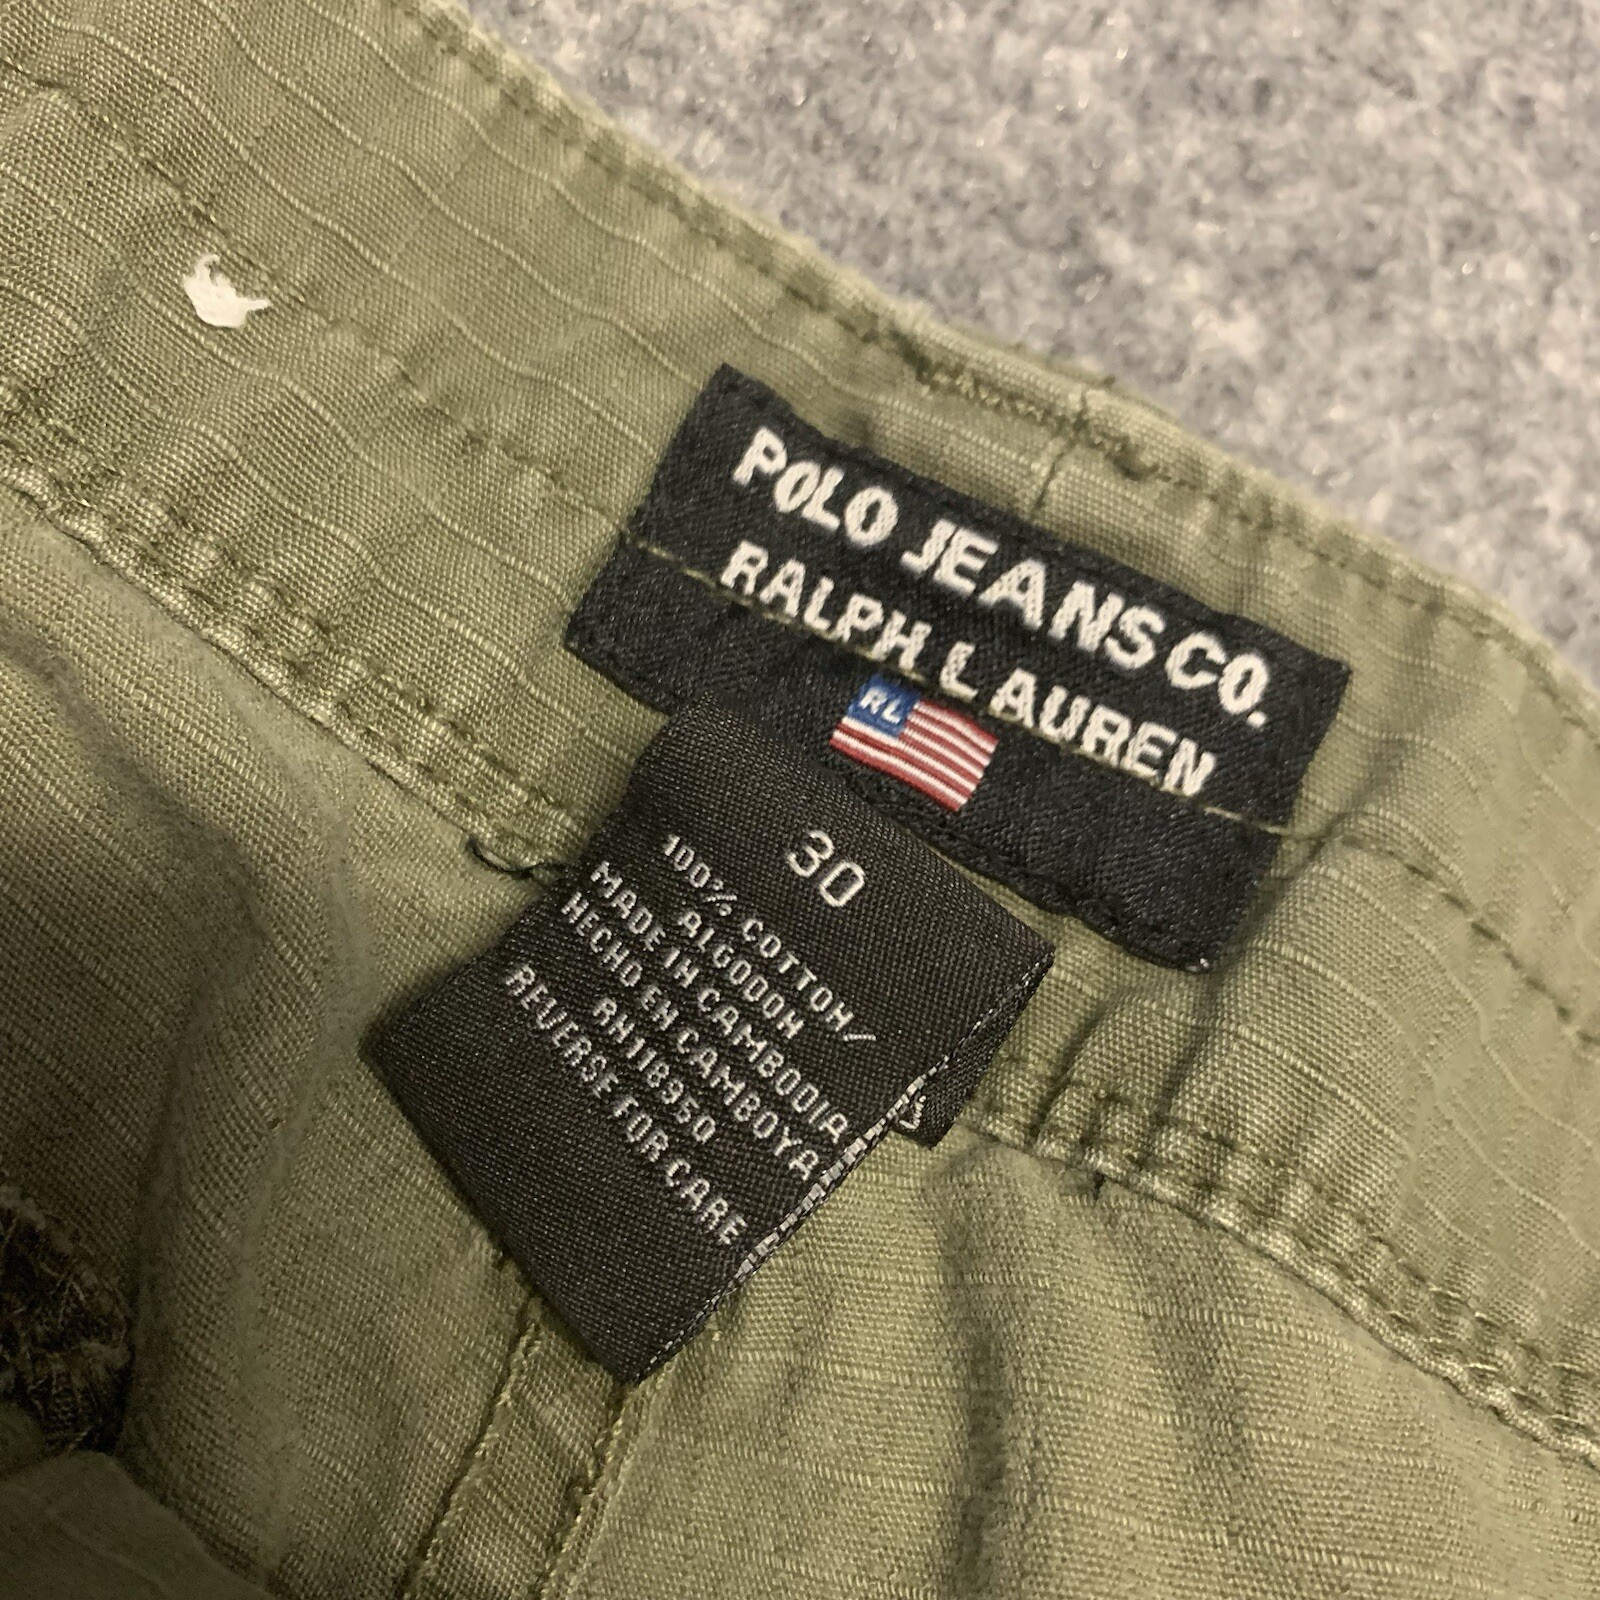 POLO JEANS CO.
RALPH LAUREN
RL
30
100% COTTON/
ALGODON
MADE IN CAMBODIA
HECHO EN CAMBOYA
RN118950
REVERSE FOR CARE